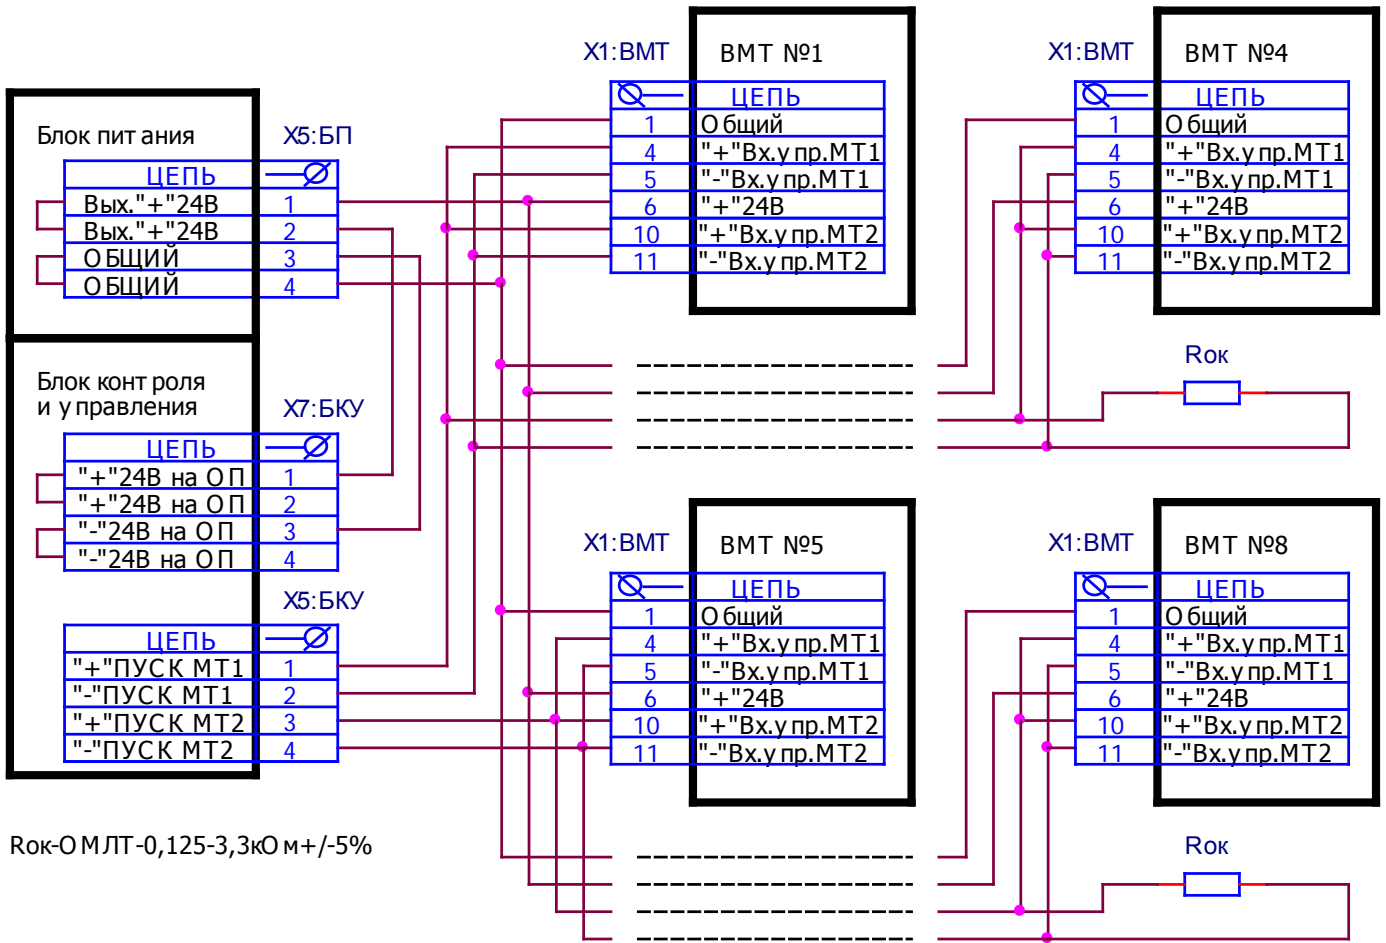 Блок питания
X5:БП
ЦЕПЬ
Вых."+"24В 1
Вых."+"24В 2
ОБЩИЙ 3
ОБЩИЙ 4
Блок контроля
и управления
X7:БКУ
ЦЕПЬ
"+"24В на ОП 1
"+"24В на ОП 2
"-"24В на ОП 3
"-"24В на ОП 4
X5:БКУ
ЦЕПЬ
"+"ПУСК МТ1 1
"-"ПУСК МТ1 2
"+"ПУСК МТ2 3
"-"ПУСК МТ2 4
Rок-ОМЛТ-0,125-3,3кОм+/-5%
X1:ВМТ
ВМТ №1
ЦЕПЬ
1 Общий
4 "+"Вх.упр.МТ1
5 "-"Вх.упр.МТ1
6 "+"24В
10 "+"Вх.упр.МТ2
11 "-"Вх.упр.МТ2
X1:ВМТ
ВМТ №4
ЦЕПЬ
1 Общий
4 "+"Вх.упр.МТ1
5 "-"Вх.упр.МТ1
6 "+"24В
10 "+"Вх.упр.МТ2
11 "-"Вх.упр.МТ2
Rок
X1:ВМТ
ВМТ №5
ЦЕПЬ
1 Общий
4 "+"Вх.упр.МТ1
5 "-"Вх.упр.МТ1
6 "+"24В
10 "+"Вх.упр.МТ2
11 "-"Вх.упр.МТ2
X1:ВМТ
ВМТ №8
ЦЕПЬ
1 Общий
4 "+"Вх.упр.МТ1
5 "-"Вх.упр.МТ1
6 "+"24В
10 "+"Вх.упр.МТ2
11 "-"Вх.упр.МТ2
Rок